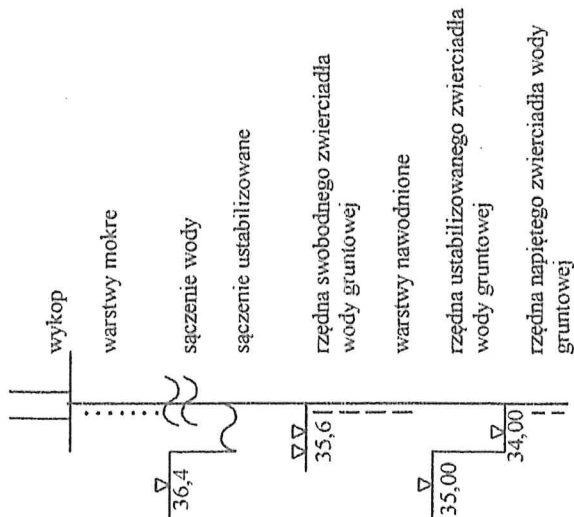 wykop
warstwy mokre
sączenie wody
36,4
sączenie ustabilizowane
35,6
rzędna swobodnego zwierciadła
wody gruntowej
warstwy nawodnione
35,00
rzędna ustabilizowanego zwierciadła
wody gruntowej
34,00
rzędna napiętego zwierciadła wody
gruntowej